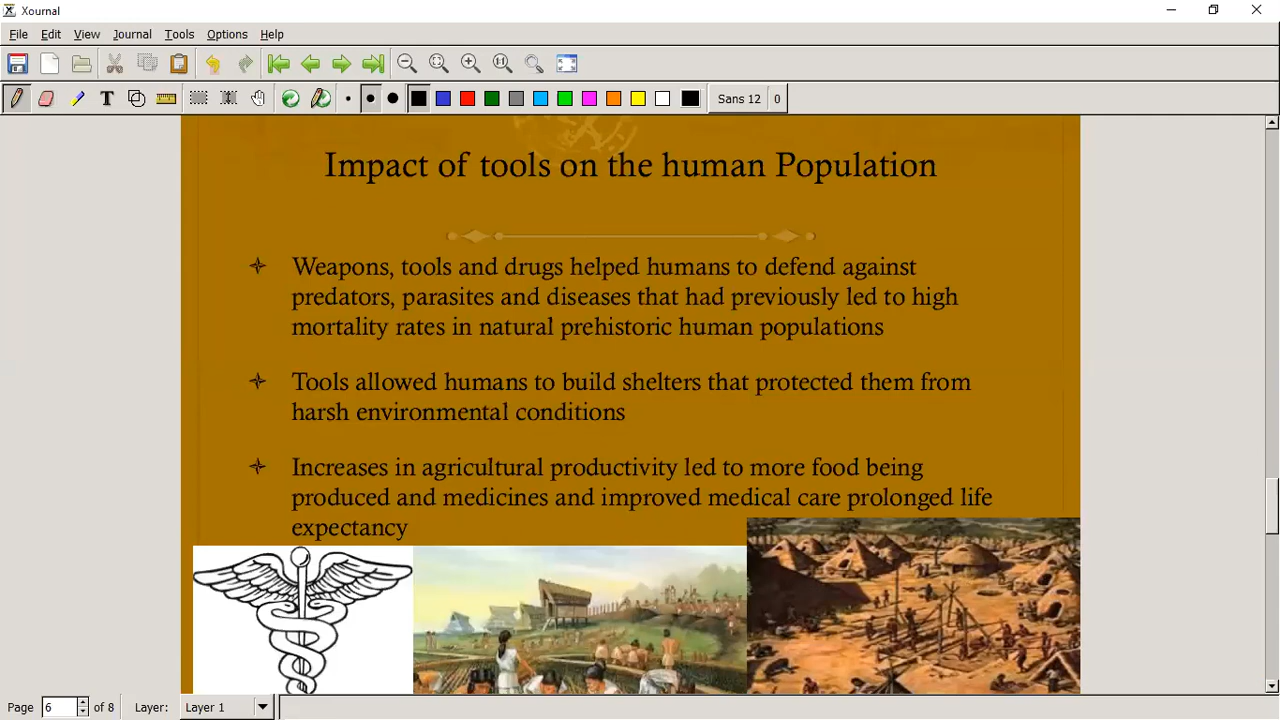 Xournal
File Edit View Journal Tools Options Help
Sans 12 0
Impact of tools on the human Population
Weapons, tools and drugs helped humans to defend against
predators, parasites and diseases that had previously led to high
mortality rates in natural prehistoric human populations
Tools allowed humans to build shelters that protected them from
harsh environmental conditions
Increases in agricultural productivity led to more food being
produced and medicines and improved medical care prolonged life
expectancy
Page 6 of 8 Layer: Layer 1